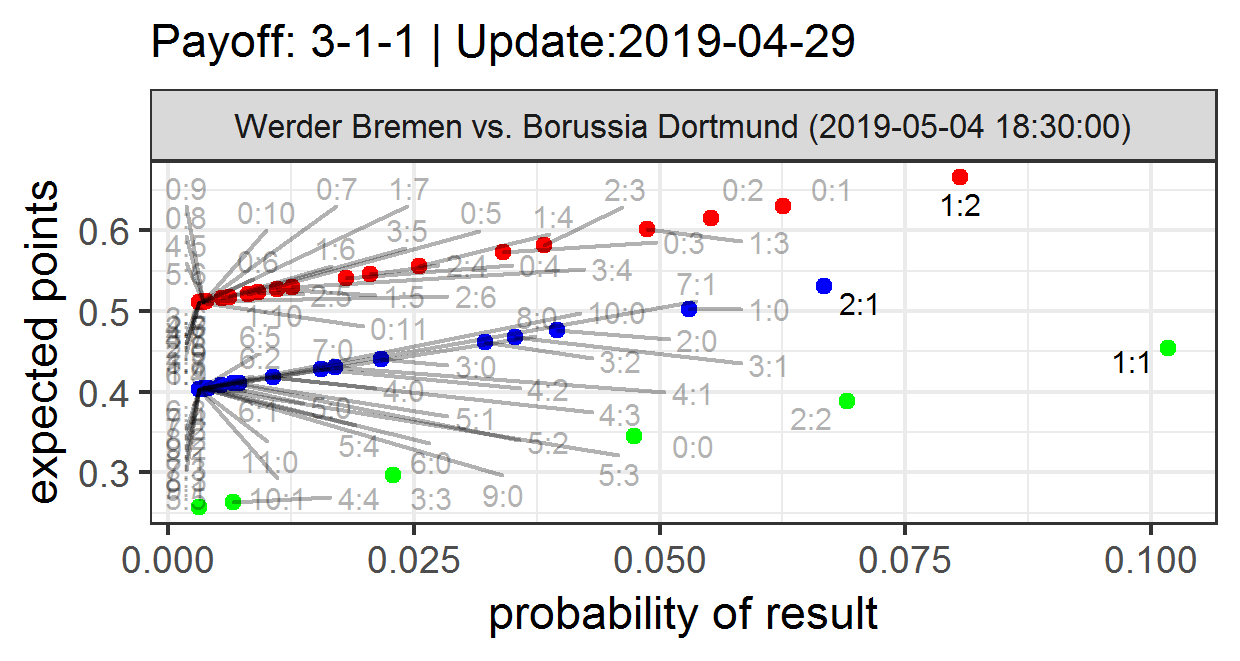 Payoff: 3-1-1 | Update:2019-04-29
Werder Bremen vs. Borussia Dortmund (2019-05-04 18:30:00)
0:9 0:7 1:7 2:3 0:2 0:1
0:8 0:10 0:5 1:4 1:2
4:5 1:6 3:5 0:3 1:3
5:6 0:6 2:4 0:4 3:4
2:5 1:5 2:6 7:1 2:1
1:10 0:11 8:0 10:0 1:0
6:5 7:0 2:0
6:2 3:0 3:2 3:1 1:1
4:0 4:2 4:1
6:1 5:0 5:1 4:3 2:2
5:4 5:2 0:0
11:0 6:0 5:3
10:1 4:4 3:3 9:0
0.6
0.5
0.4
0.3
expected points
0.000 0.025 0.050 0.075 0.100
probability of result